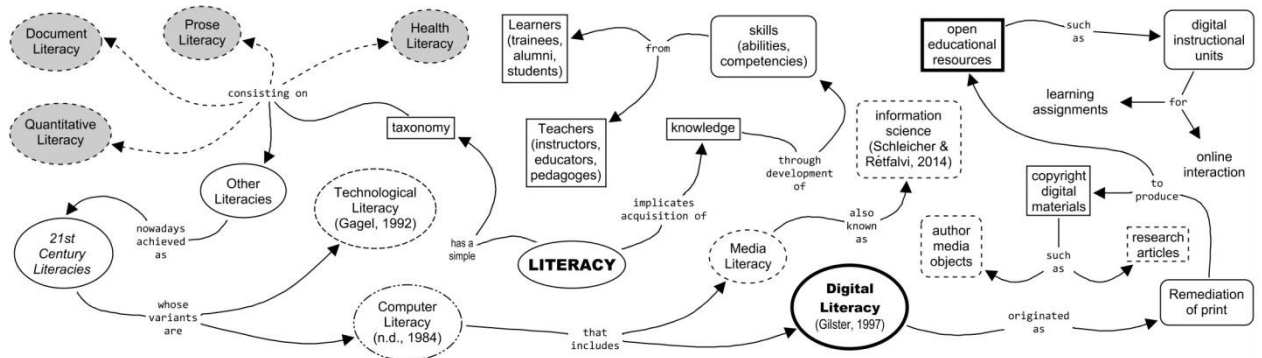 Document
Literacy
Prose
Literacy
Health
Literacy
consisting on
Quantitative
Literacy
taxonomy
Other
Literacies
nowadays
achieved
as
21st
Century
Literacies
whose
variants
are
Technological
Literacy
(Gagel, 1992)
Computer
Literacy
(n.d., 1984)
has a
simple
LITERACY
implicates
acquisition of
knowledge
through
development
of
skills
(abilities,
competencies)
from
Learners
(trainees,
alumni,
students)
Teachers
(instructors,
educators,
pedagoges)
that
includes
Media
Literacy
also
known
as
information
science
(Schleicher &
Rétfalvi, 2014)
Digital
Literacy
(Gilster, 1997)
originated
as
Remediation
of print
to
produce
open
educational
resources
such
as
digital
instructional
units
for
learning
assignments
online
interaction
copyright
digital
materials
such
as
author
media
objects
research
articles